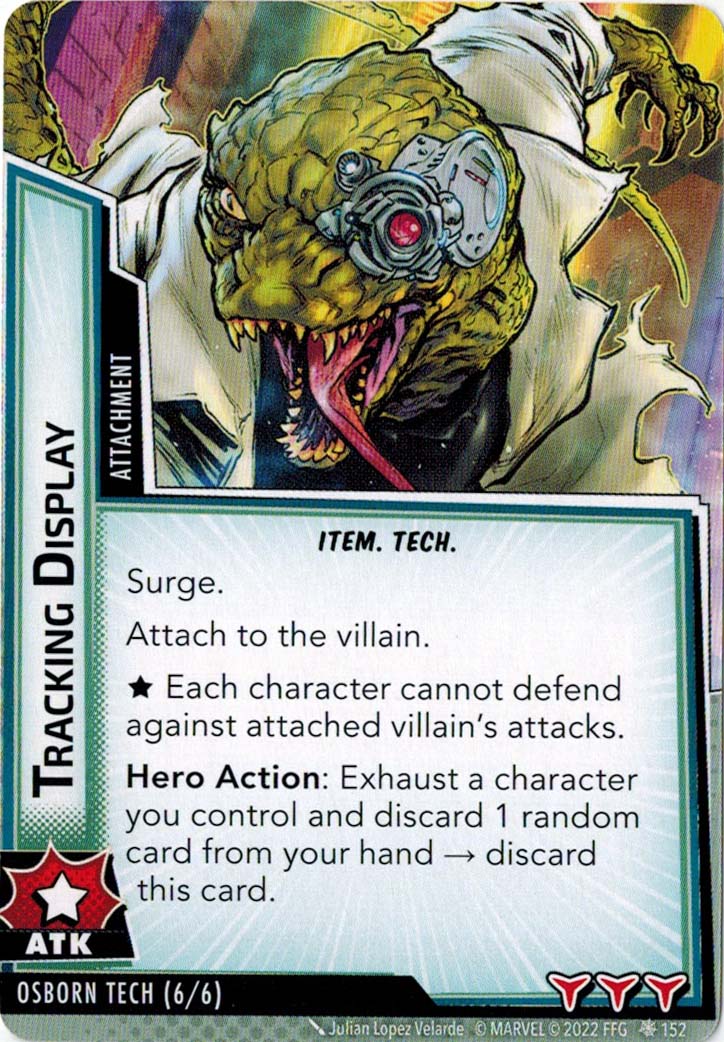 ATTACHMENT
TRACKING DISPLAY
ITEM. TECH.
Surge.
Attach to the villain.
★ Each character cannot defend
against attached villain's attacks.
Hero Action: Exhaust a character
you control and discard 1 random
card from your hand → discard
this card.
ATK
OSBORN TECH (6/6)
Julian Lopez Velarde © MARVEL © 2022 FFG 152